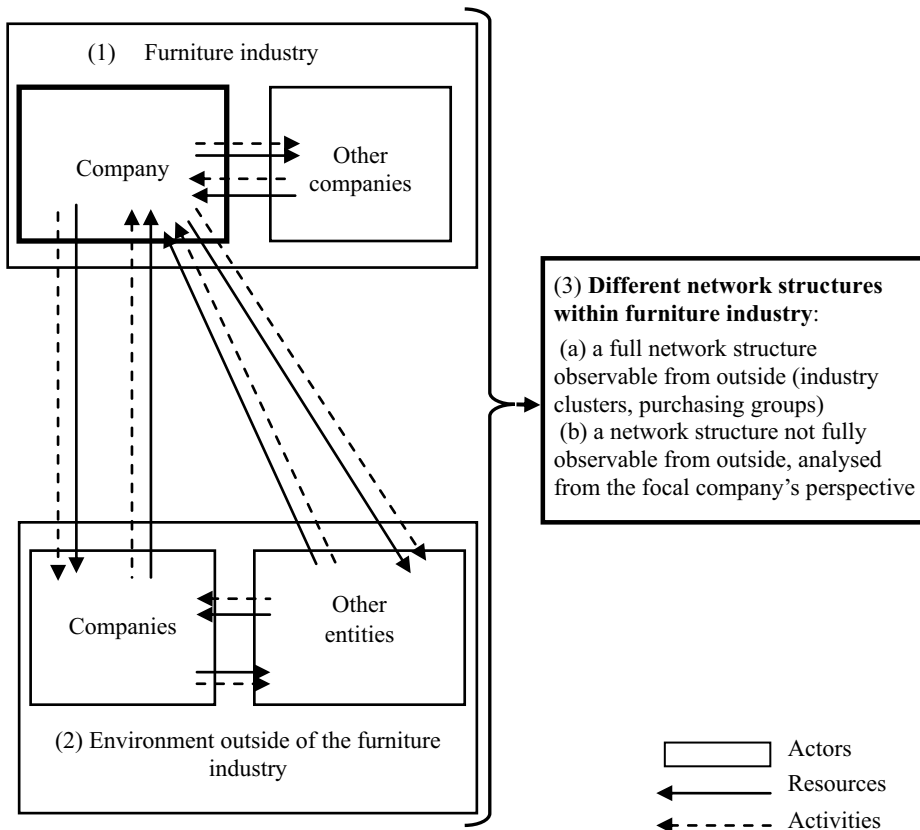 (1) Furniture industry
Company
Other
companies
(3) Different network structures
within furniture industry:
(a) a full network structure
observable from outside (industry
clusters, purchasing groups)
(b) a network structure not fully
observable from outside, analysed
from the focal company’s perspective
Companies
Other
entities
(2) Environment outside of the furniture
industry
Actors
Resources
Activities